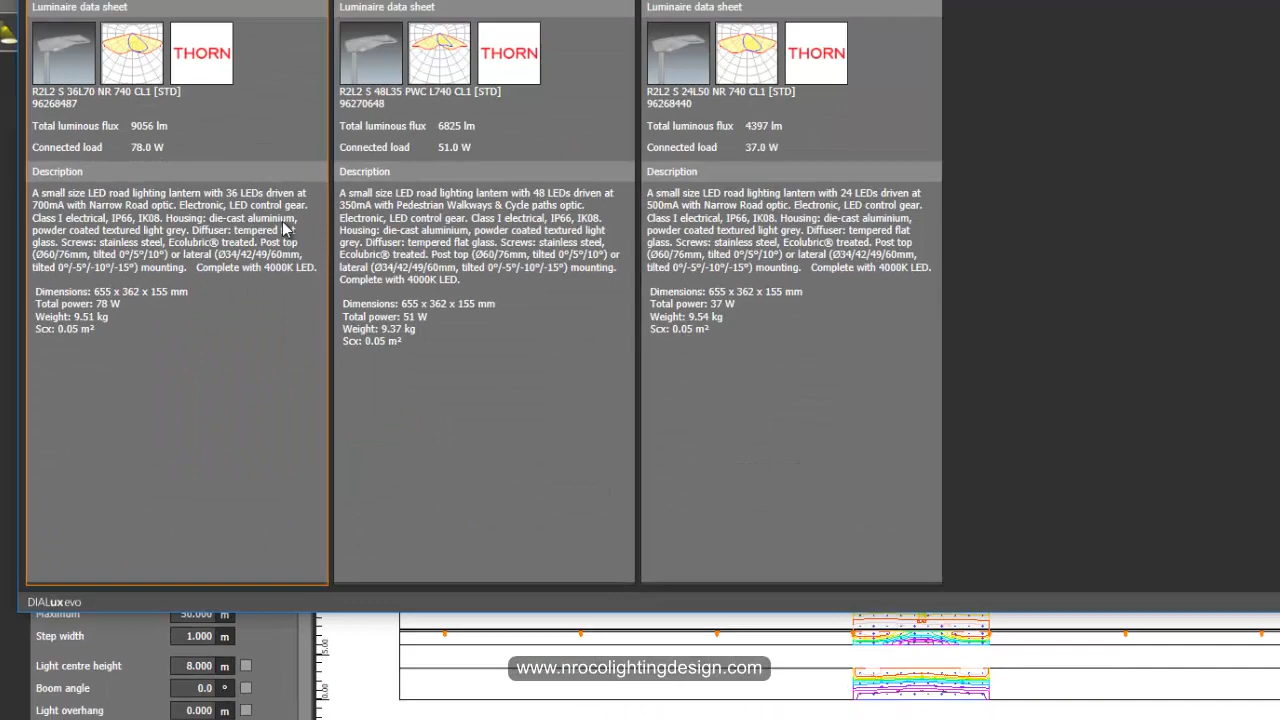 Luminaire data sheet
THORN
R2L2 S 36L70 NR 740 CL1 [STD]
96268487
Total luminous flux 9056 lm
Connected load 78.0 W
Description
A small size LED road lighting lantern with 36 LEDs driven at
700mA with Narrow Road optic. Electronic, LED control gear.
Class I electrical, IP66, IK08. Housing: die-cast aluminium,
powder coated textured light grey. Diffuser: tempered flat
glass. Screws: stainless steel, Ecolubric® treated. Post top
(Ø60/76mm, tilted 0°/5°/10°) or lateral (Ø34/42/49/60mm,
tilted 0°/-5°/-10°/-15°) mounting. Complete with 4000K LED.
Dimensions: 655 x 362 x 155 mm
Total power: 78 W
Weight: 9.51 kg
Scx: 0.05 m²
Luminaire data sheet
THORN
R2L2 S 48L35 PWC L740 CL1 [STD]
96270648
Total luminous flux 6825 lm
Connected load 51.0 W
Description
A small size LED road lighting lantern with 48 LEDs driven at
350mA with Pedestrian Walkways & Cycle paths optic.
Electronic, LED control gear. Class I electrical, IP66, IK08.
Housing: die-cast aluminium, powder coated textured light
grey. Diffuser: tempered flat glass. Screws: stainless steel,
Ecolubric® treated. Post top (Ø60/76mm, tilted 0°/5°/10°) or
lateral (Ø34/42/49/60mm, tilted 0°/-5°/-10°/-15°) mounting.
Complete with 4000K LED.
Dimensions: 655 x 362 x 155 mm
Total power: 51 W
Weight: 9.37 kg
Scx: 0.05 m²
Luminaire data sheet
THORN
R2L2 S 24L50 NR 740 CL1 [STD]
96268440
Total luminous flux 4397 lm
Connected load 37.0 W
Description
A small size LED road lighting lantern with 24 LEDs driven at
500mA with Narrow Road optic. Electronic, LED control gear.
Class I electrical, IP66, IK08. Housing: die-cast aluminium,
powder coated textured light grey. Diffuser: tempered flat
glass. Screws: stainless steel, Ecolubric® treated. Post top
(Ø60/76mm, tilted 0°/5°/10°) or lateral (Ø34/42/49/60mm,
tilted 0°/-5°/-10°/-15°) mounting. Complete with 4000K LED.
Dimensions: 655 x 362 x 155 mm
Total power: 37 W
Weight: 9.54 kg
Scx: 0.05 m²
DIALux evo
Maximum 50.000 m
Step width 1.000 m
Light centre height 8.000 m
Boom angle 0.0 °
Light overhang 0.000 m
5.00
0.00
www.nrocolightingdesign.com